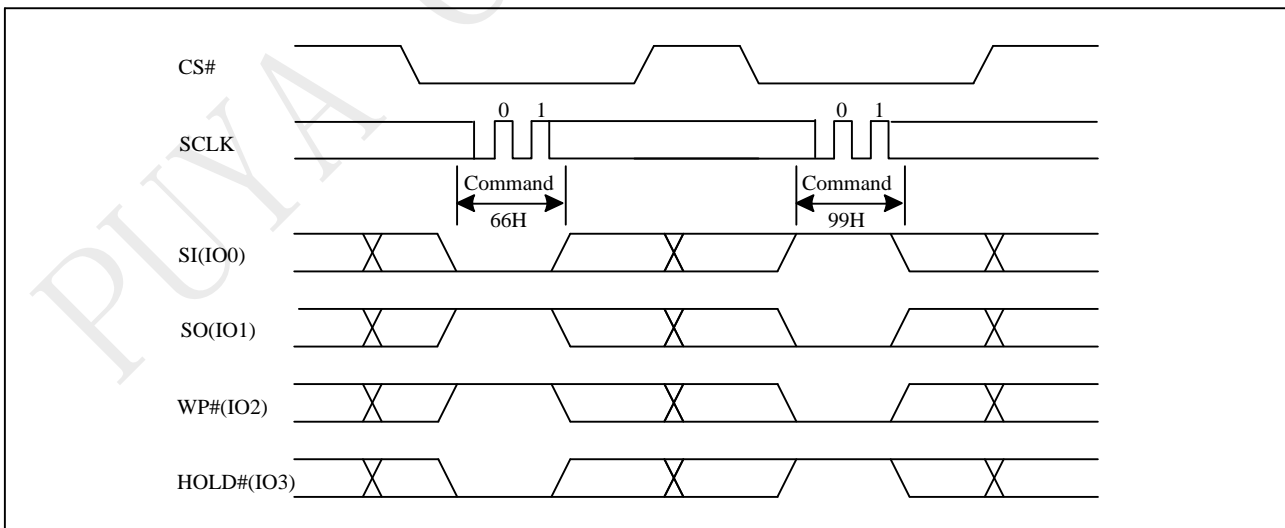 CS#
0 1 0 1
SCLK
Command Command
66H 99H
SI(IO0)
SO(IO1)
WP#(IO2)
HOLD#(IO3)
PUYA